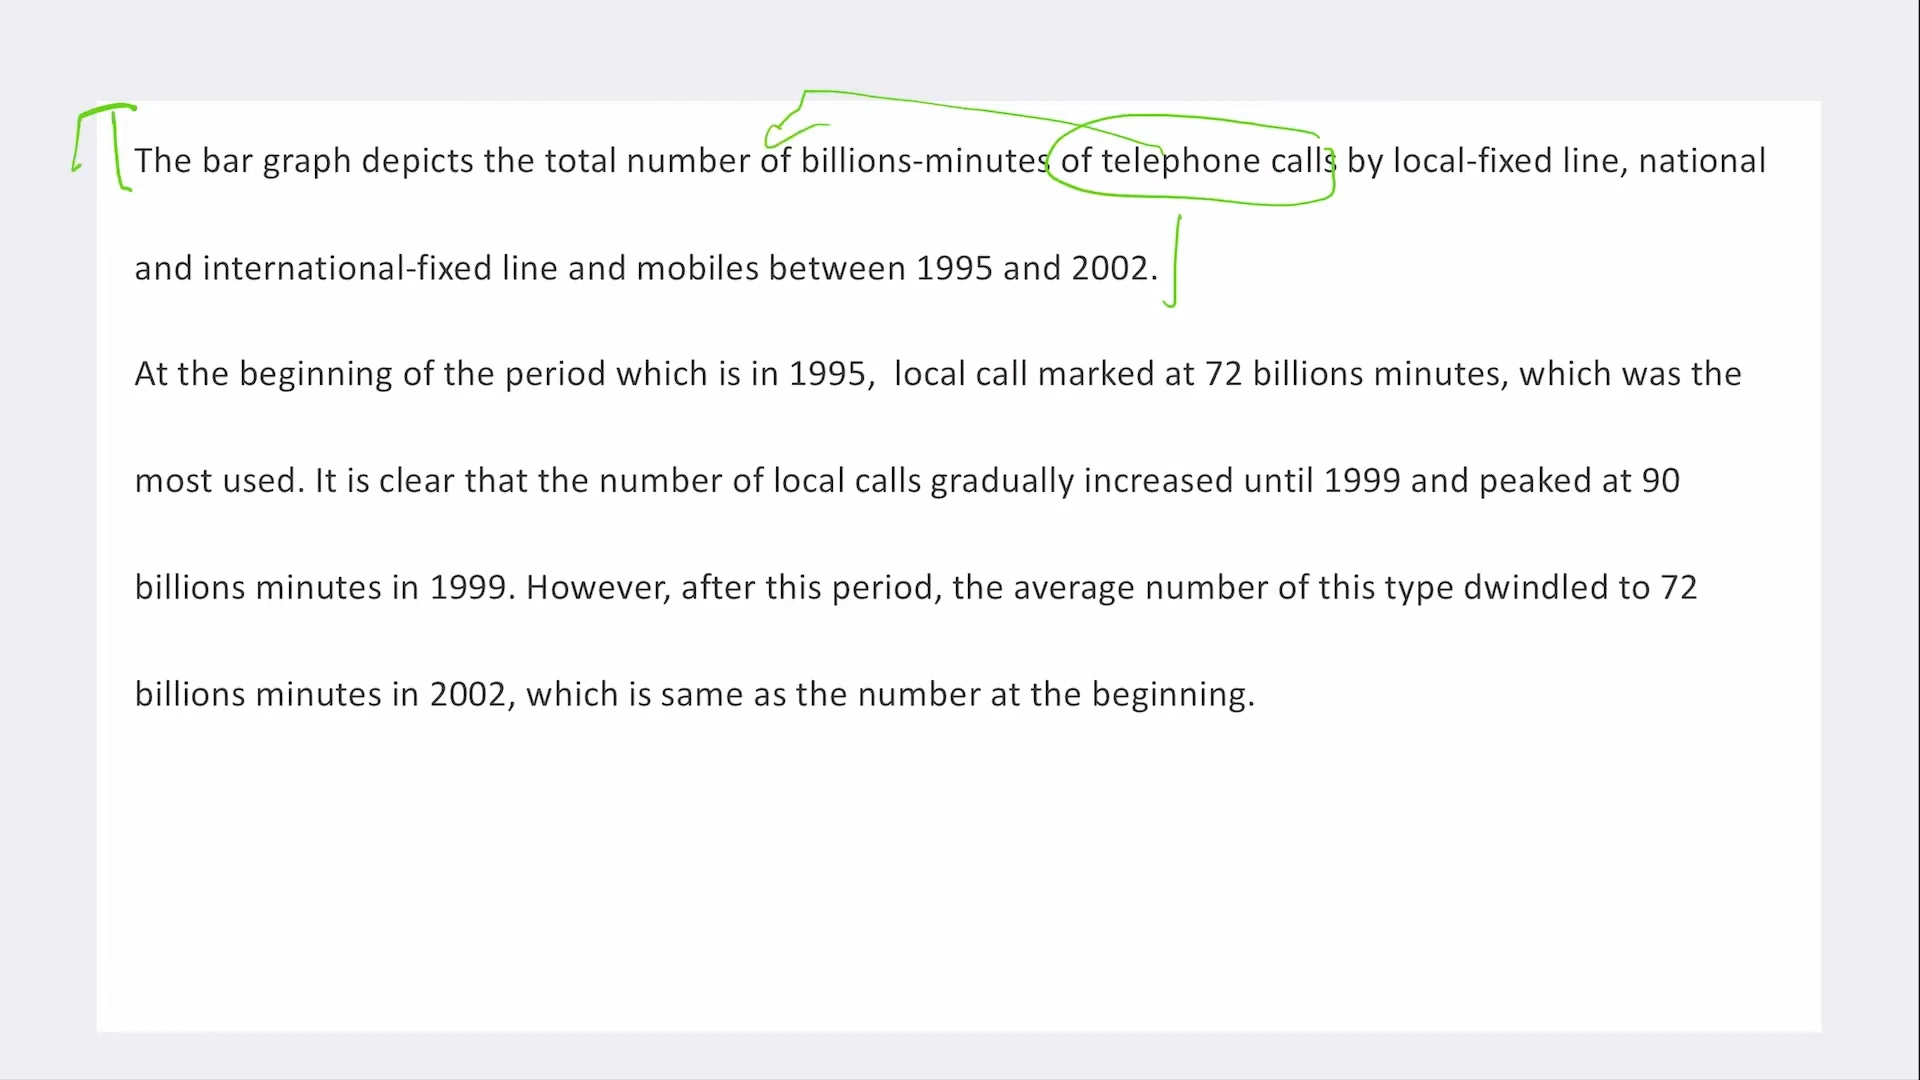 The bar graph depicts the total number of billions-minutes of telephone calls by local-fixed line, national
and international-fixed line and mobiles between 1995 and 2002.
At the beginning of the period which is in 1995,  local call marked at 72 billions minutes, which was the
most used. It is clear that the number of local calls gradually increased until 1999 and peaked at 90
billions minutes in 1999. However, after this period, the average number of this type dwindled to 72
billions minutes in 2002, which is same as the number at the beginning.